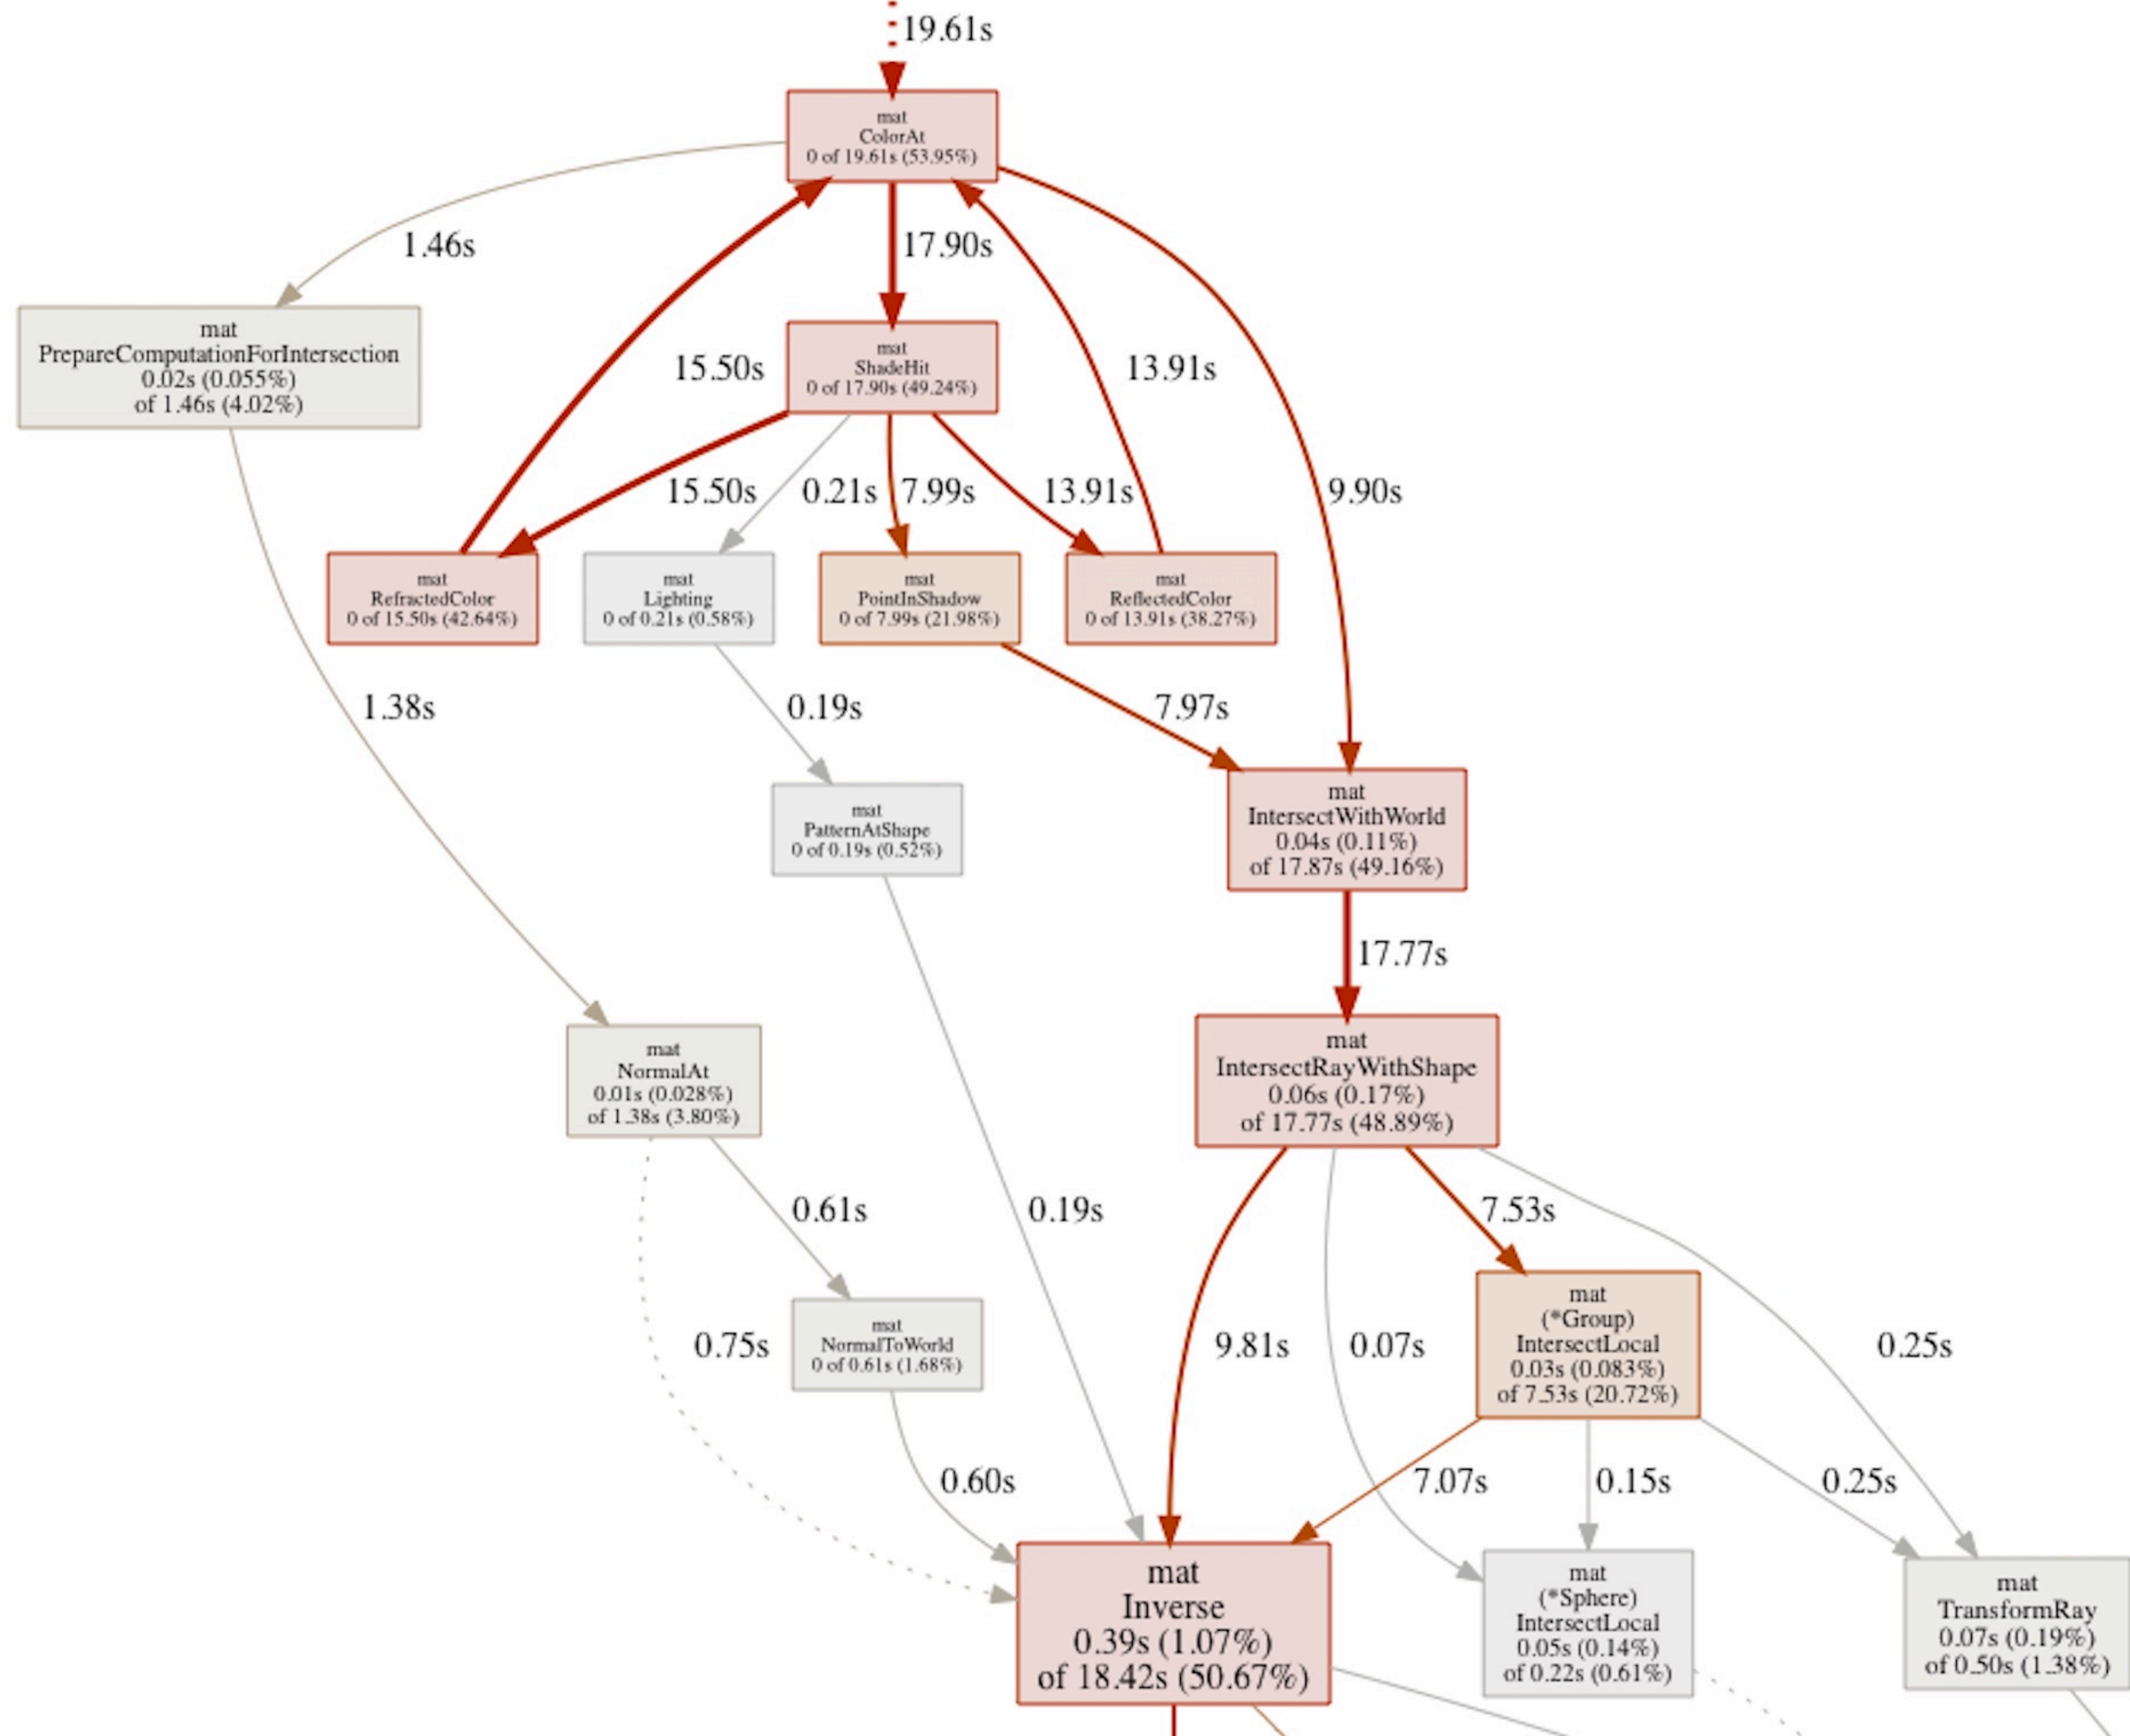 19.61s
mat
ColorAt
0 of 19.61s (53.95%)
1.46s
17.90s
mat
PrepareComputationForIntersection
0.02s (0.055%)
of 1.46s (4.02%)
15.50s
mat
ShadeHit
0 of 17.90s (49.24%)
13.91s
15.50s
0.21s
7.99s
13.91s
9.90s
mat
RefractedColor
0 of 15.50s (42.64%)
mat
Lighting
0 of 0.21s (0.58%)
mat
PointInShadow
0 of 7.99s (21.98%)
mat
ReflectedColor
0 of 13.91s (38.27%)
1.38s
0.19s
7.97s
mat
PatternAtShape
0 of 0.19s (0.52%)
mat
IntersectWithWorld
0.04s (0.11%)
of 17.87s (49.16%)
17.77s
mat
NormalAt
0.01s (0.028%)
of 1.38s (3.80%)
mat
IntersectRayWithShape
0.06s (0.17%)
of 17.77s (48.89%)
0.61s
0.19s
7.53s
0.75s
mat
NormalToWorld
0 of 0.61s (1.68%)
9.81s
0.07s
mat
(*Group)
IntersectLocal
0.03s (0.083%)
of 7.53s (20.72%)
0.25s
0.60s
7.07s
0.15s
0.25s
mat
Inverse
0.39s (1.07%)
of 18.42s (50.67%)
mat
(*Sphere)
IntersectLocal
0.05s (0.14%)
of 0.22s (0.61%)
mat
TransformRay
0.07s (0.19%)
of 0.50s (1.38%)